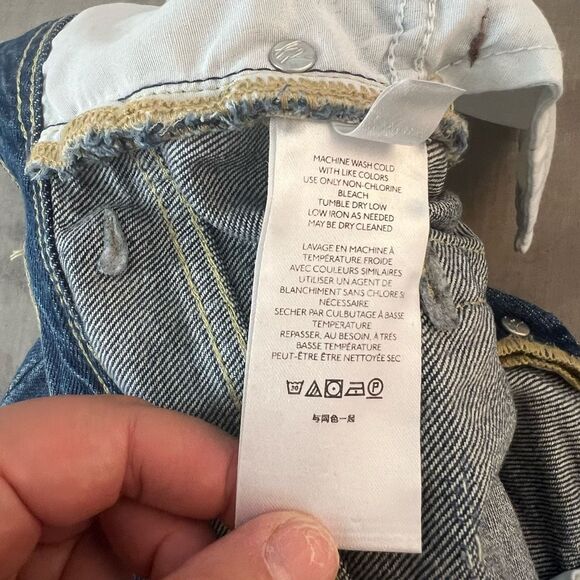 MACHINE WASH COLD
WITH LIKE COLORS
USE ONLY NON-CHLORINE
BLEACH
TUMBLE DRY LOW
LOW IRON AS NEEDED
MAY BE DRY CLEANED
LAVAGE EN MACHINE À
TEMPÉRATURE FROIDE
AVEC COULEURS SIMILAIRES
UTILISER UN AGENT DE
BLANCHIMENT SANS CHLORE SI
NÉCESSAIRE
SECHER PAR CULBUTAGE À BASSE
TEMPERATURE
REPASSER, AU BESOIN, À TRÈS
BASSE TEMPÉRATURE
PEUT-ÊTRE ÊTRE NETTOYÉE SEC
30 P
与同色一起